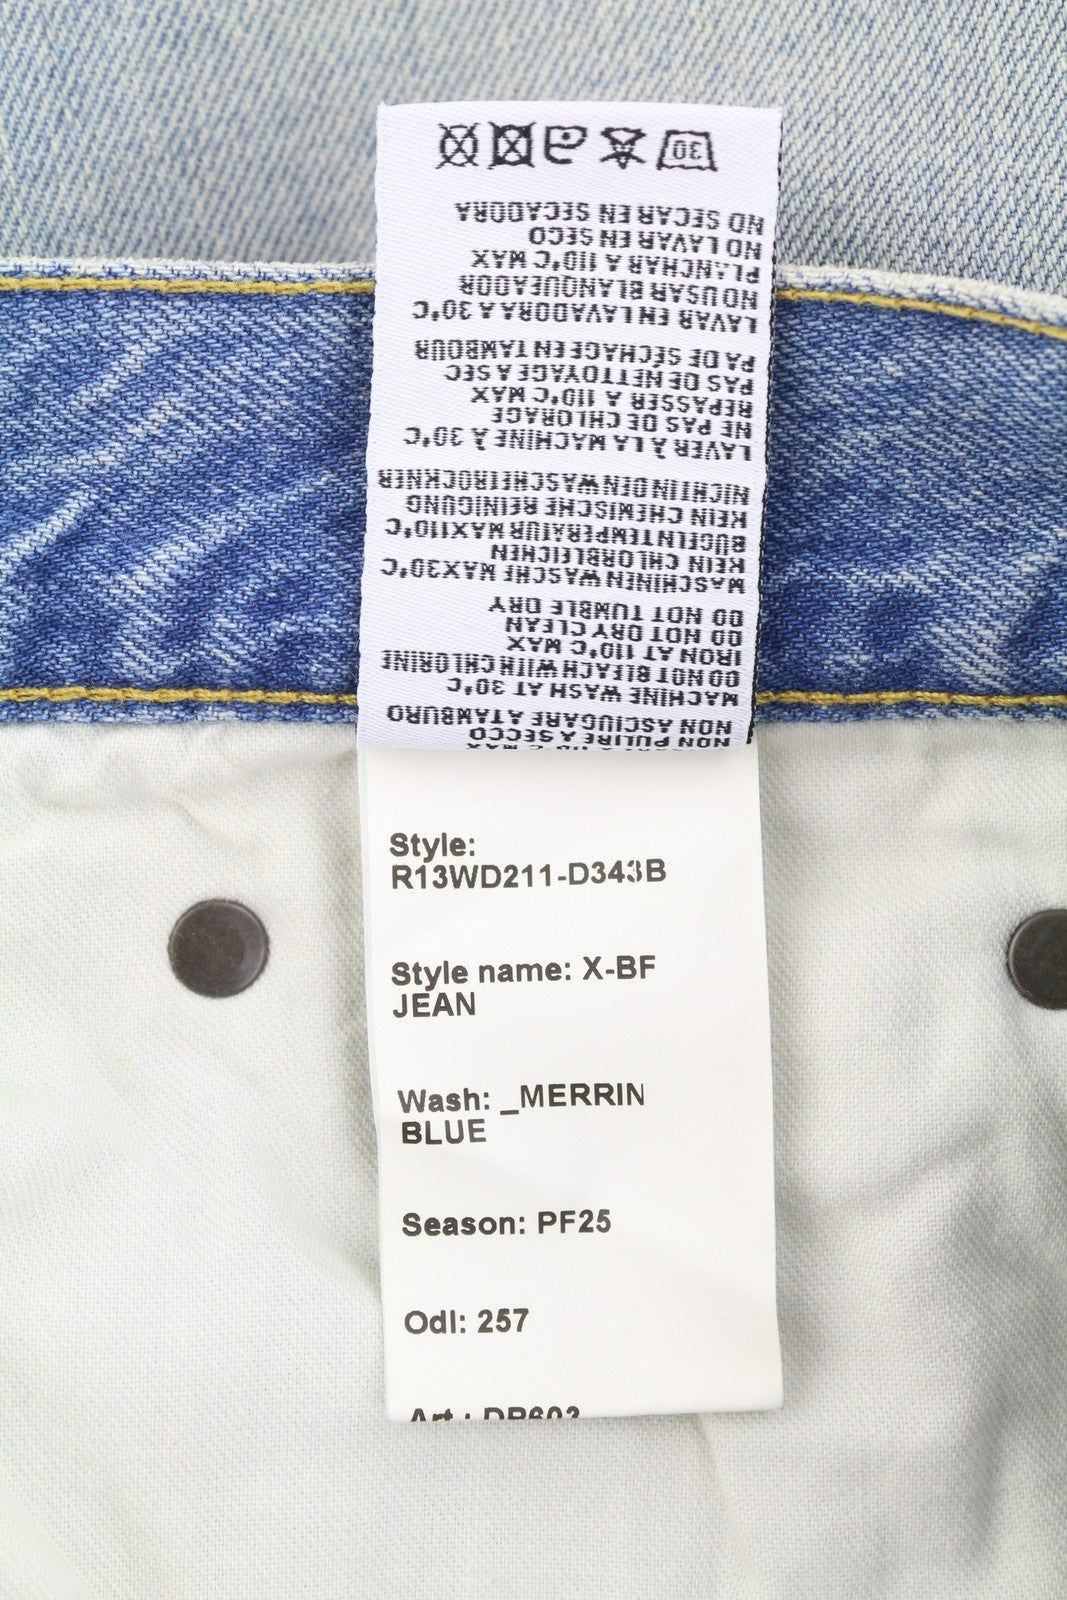 30
NO SECAR EN SECADORA
NO LAVAR EN SECO
PLANCHAR A 110°C MAX
NO USAR BLANQUEADOR
LAVAR EN LAVADORA A 30°C
PA DE SÉCHAGE EN TAMBOUR
PAS DE NETTOYAGE A SEC
REPASSER A 110°C MAX
NE PAS DE CHLORAGE
LAVER À LA MACHINE À 30°C
NICHT IN DEN WASCHETROCKNER
KEIN CHEMISCHE REINIGUNG
BÜGELNTEMPERATUR MAX110°C
KEIN CHLORBLEICHEN
MASCHINENWASCHE MAX30°C
DO NOT TUMBLE DRY
DO NOT DRY CLEAN
IRON AT 110°C MAX
DO NOT BLEACH WITH CHLORINE
MACHINE WASH AT 30°C
NON ASCIUGARE A TAMBURO
NON PULIRE A SECCO
Style:
R13WD211-D343B
Style name: X-BF
JEAN
Wash: _MERRIN
BLUE
Season: PF25
Odl: 257